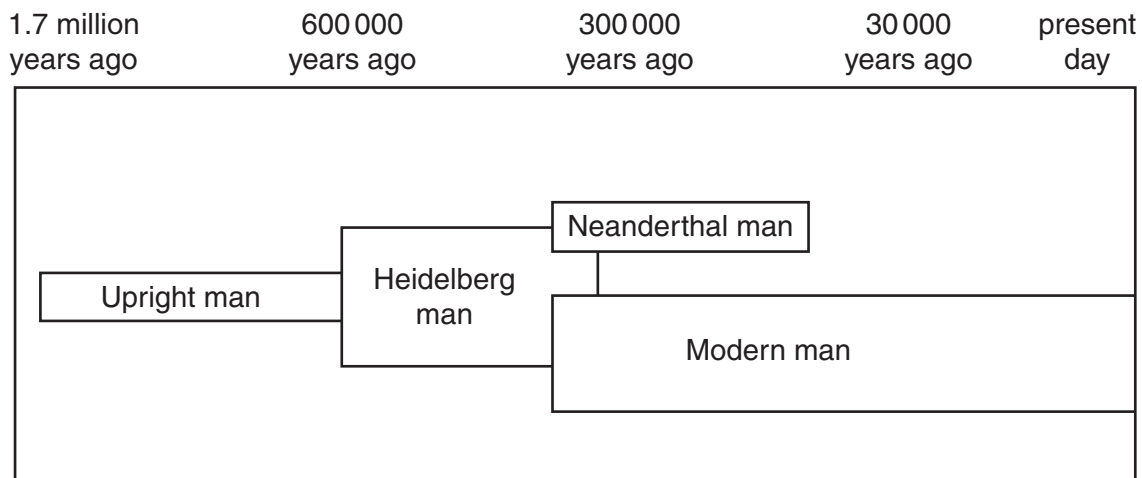 1.7 million years ago
600 000 years ago
300 000 years ago
30 000 years ago
present day
Neanderthal man
Heidelberg
man
Upright man
Modern man